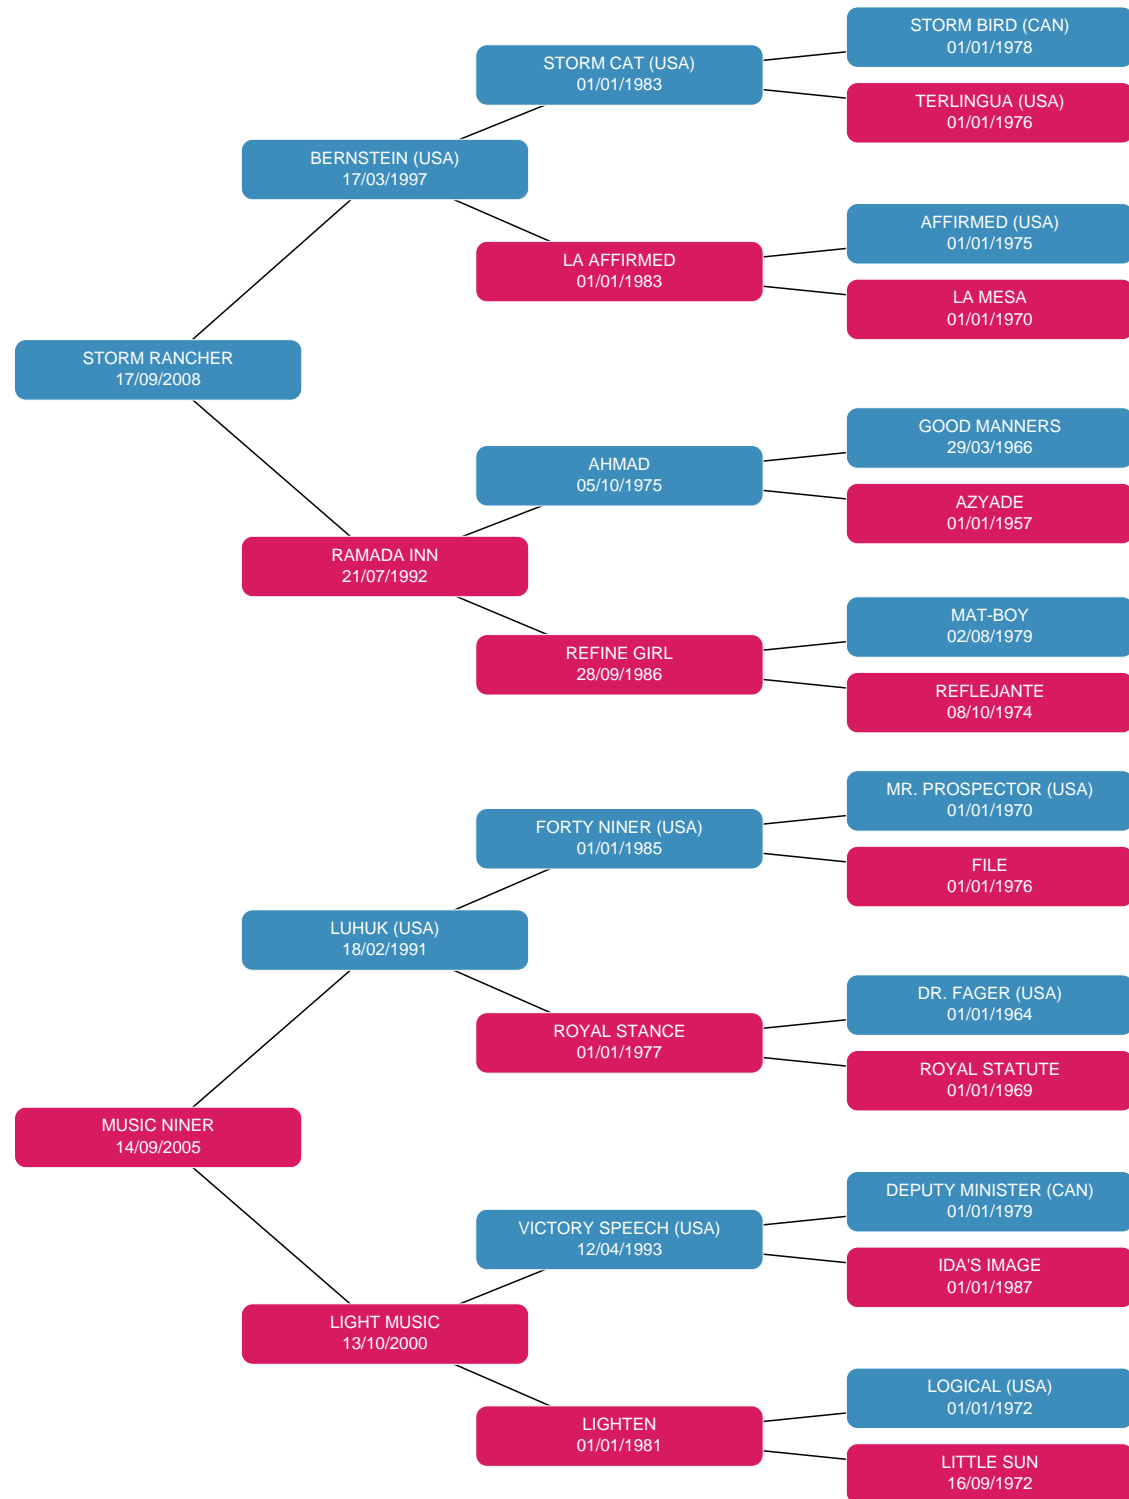 STORM BIRD (CAN)
01/01/1978
STORM CAT (USA)
01/01/1983
TERLINGUA (USA)
01/01/1976
BERNSTEIN (USA)
17/03/1997
AFFIRMED (USA)
01/01/1975
LA AFFIRMED
01/01/1983
LA MESA
01/01/1970
STORM RANCHER
17/09/2008
GOOD MANNERS
29/03/1966
AHMAD
05/10/1975
AZYADE
01/01/1957
RAMADA INN
21/07/1992
MAT-BOY
02/08/1979
REFINE GIRL
28/09/1986
REFLEJANTE
08/10/1974
MR. PROSPECTOR (USA)
01/01/1970
FORTY NINER (USA)
01/01/1985
FILE
01/01/1976
LUHUK (USA)
18/02/1991
DR. FAGER (USA)
01/01/1964
ROYAL STANCE
01/01/1977
ROYAL STATUTE
01/01/1969
MUSIC NINER
14/09/2005
DEPUTY MINISTER (CAN)
01/01/1979
VICTORY SPEECH (USA)
12/04/1993
IDA'S IMAGE
01/01/1987
LIGHT MUSIC
13/10/2000
LOGICAL (USA)
01/01/1972
LIGHTEN
01/01/1981
LITTLE SUN
16/09/1972